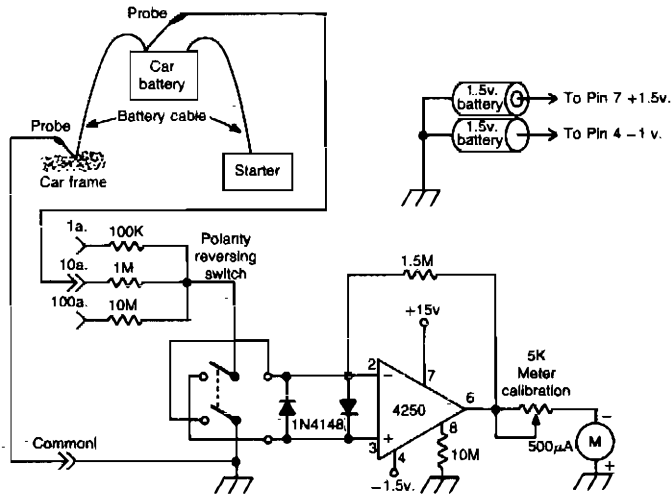 Probe
Car
battery
Battery cable
Probe
Car frame
Starter
1.5v.
battery
To Pin 7 +1.5v.
1.5v.
battery
To Pin 4 –1 v.
1a.
100K
10a.
1M
100a.
10M
Polarity
reversing
switch
1.5M
+15v
2
–
7
4250
6
1N4148
3
+
4
8
–1.5v.
10M
5K
Meter
calibration
–
500µA
M
+
Common